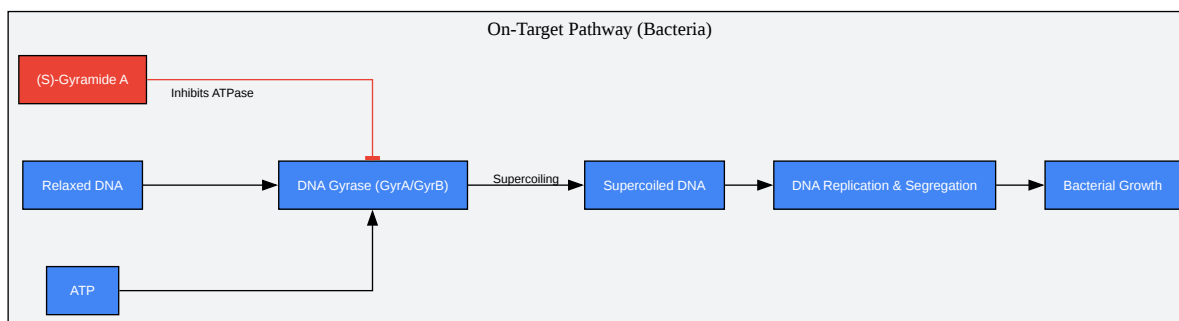 On-Target Pathway (Bacteria)
(S)-Gyramide A
Inhibits ATPase
Relaxed DNA
DNA Gyrase (GyrA/GyrB)
Supercoiling
Supercoiled DNA
DNA Replication & Segregation
Bacterial Growth
ATP